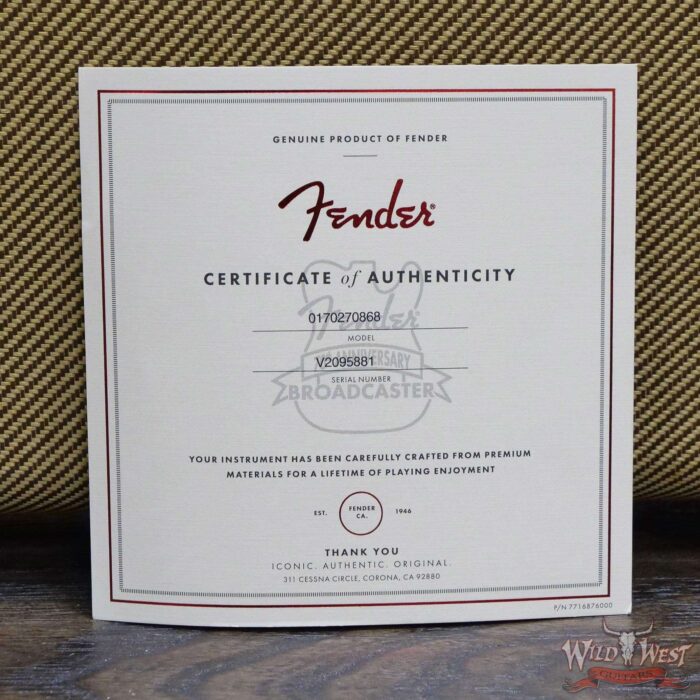 GENUINE PRODUCT OF FENDER
Fender®
CERTIFICATE of AUTHENTICITY
Fender
0170270868
MODEL
ANNIVERSARY
V2095881
SERIAL NUMBER
BROADCASTER
YOUR INSTRUMENT HAS BEEN CAREFULLY CRAFTED FROM PREMIUM
MATERIALS FOR A LIFETIME OF PLAYING ENJOYMENT
EST. FENDER CA. 1946
THANK YOU
ICONIC. AUTHENTIC. ORIGINAL.
311 CESSNA CIRCLE, CORONA, CA 92880
P/N 7716876000
WILD WEST
GUITARS